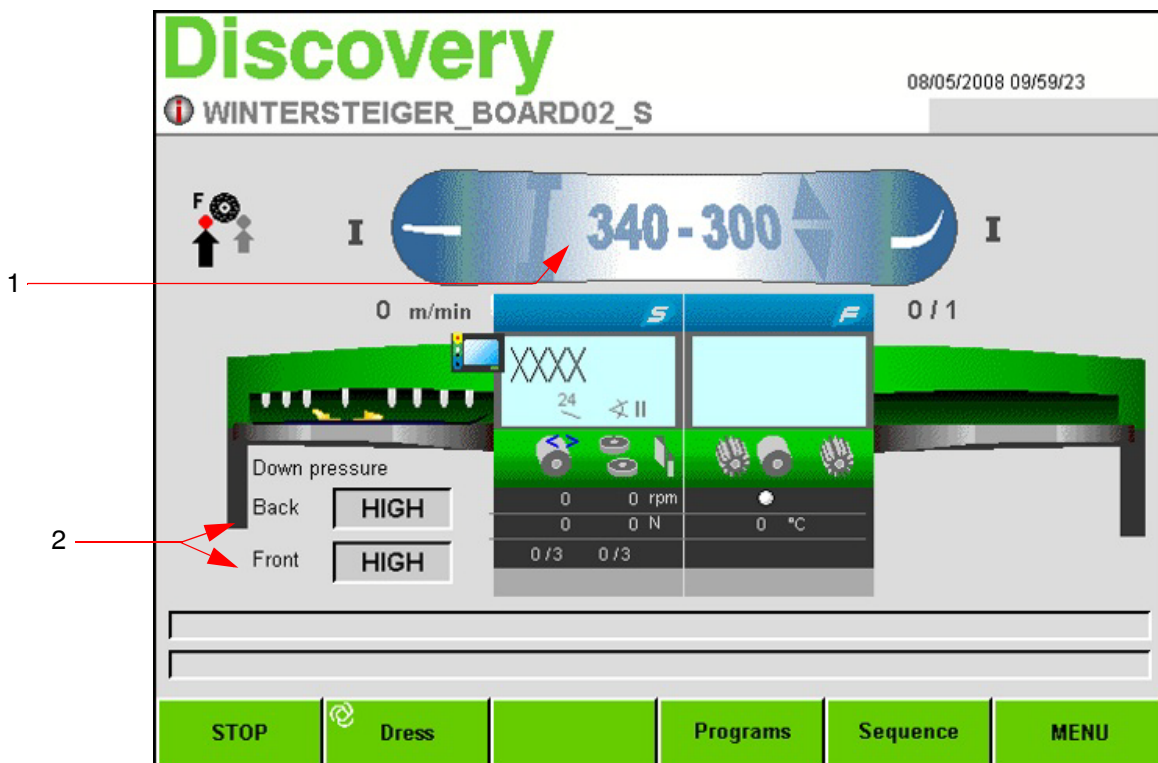 Discovery
08/05/2008 09/59/23
i WINTERSTEIGER_BOARD02_S
F
I 340 - 300 I
1
0 m/min S F 0 / 1
XXXX
24 II
< >
Down pressure
Back HIGH
0 0 rpm
0 0 N 0 °C
2
Front HIGH
0 / 3 0 / 3
STOP Dress Programs Sequence MENU